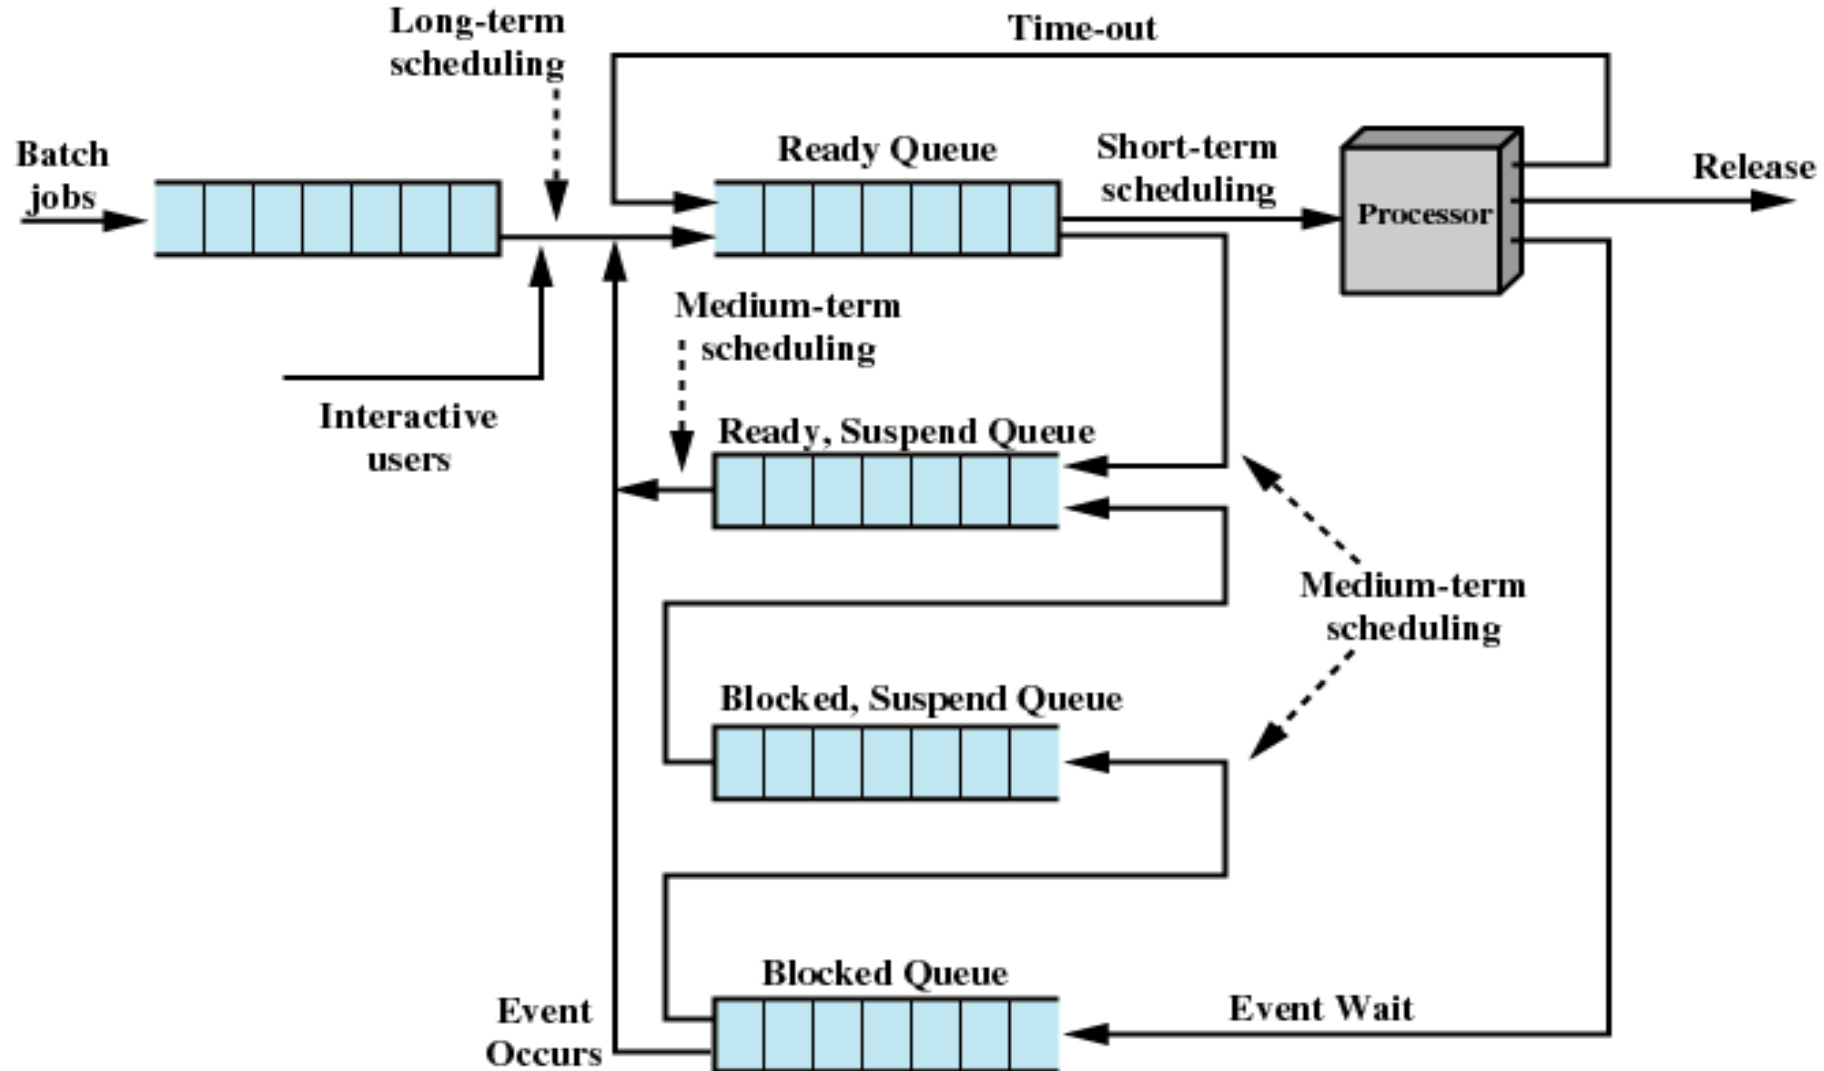 Long-term
scheduling
Time-out
Batch
jobs
Ready Queue
Short-term
scheduling
Processor
Release
Medium-term
scheduling
Interactive
users
Ready, Suspend Queue
Medium-term
scheduling
Blocked, Suspend Queue
Blocked Queue
Event
Occurs
Event Wait